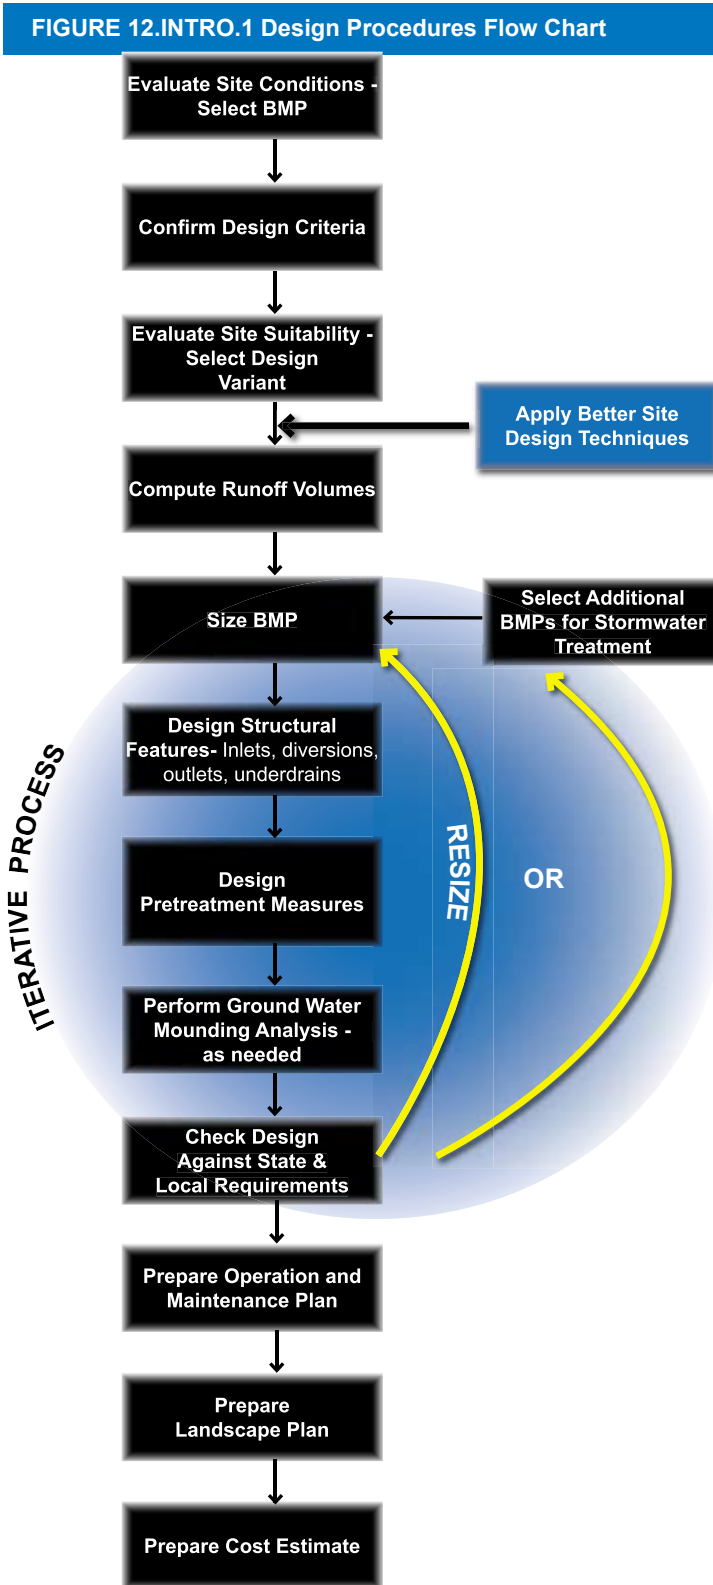 FIGURE 12.INTRO.1 Design Procedures Flow Chart
Evaluate Site Conditions -
Select BMP
Confirm Design Criteria
Evaluate Site Suitability -
Select Design
Variant
Apply Better Site
Design Techniques
Compute Runoff Volumes
Size BMP
Select Additional
BMPs for Stormwater
Treatment
Design Structural
Features- Inlets, diversions,
outlets, underdrains
ITERATIVE PROCESS
RESIZE
OR
Design
Pretreatment Measures
Perform Ground Water
Mounding Analysis -
as needed
Check Design
Against State &
Local Requirements
Prepare Operation and
Maintenance Plan
Prepare
Landscape Plan
Prepare Cost Estimate